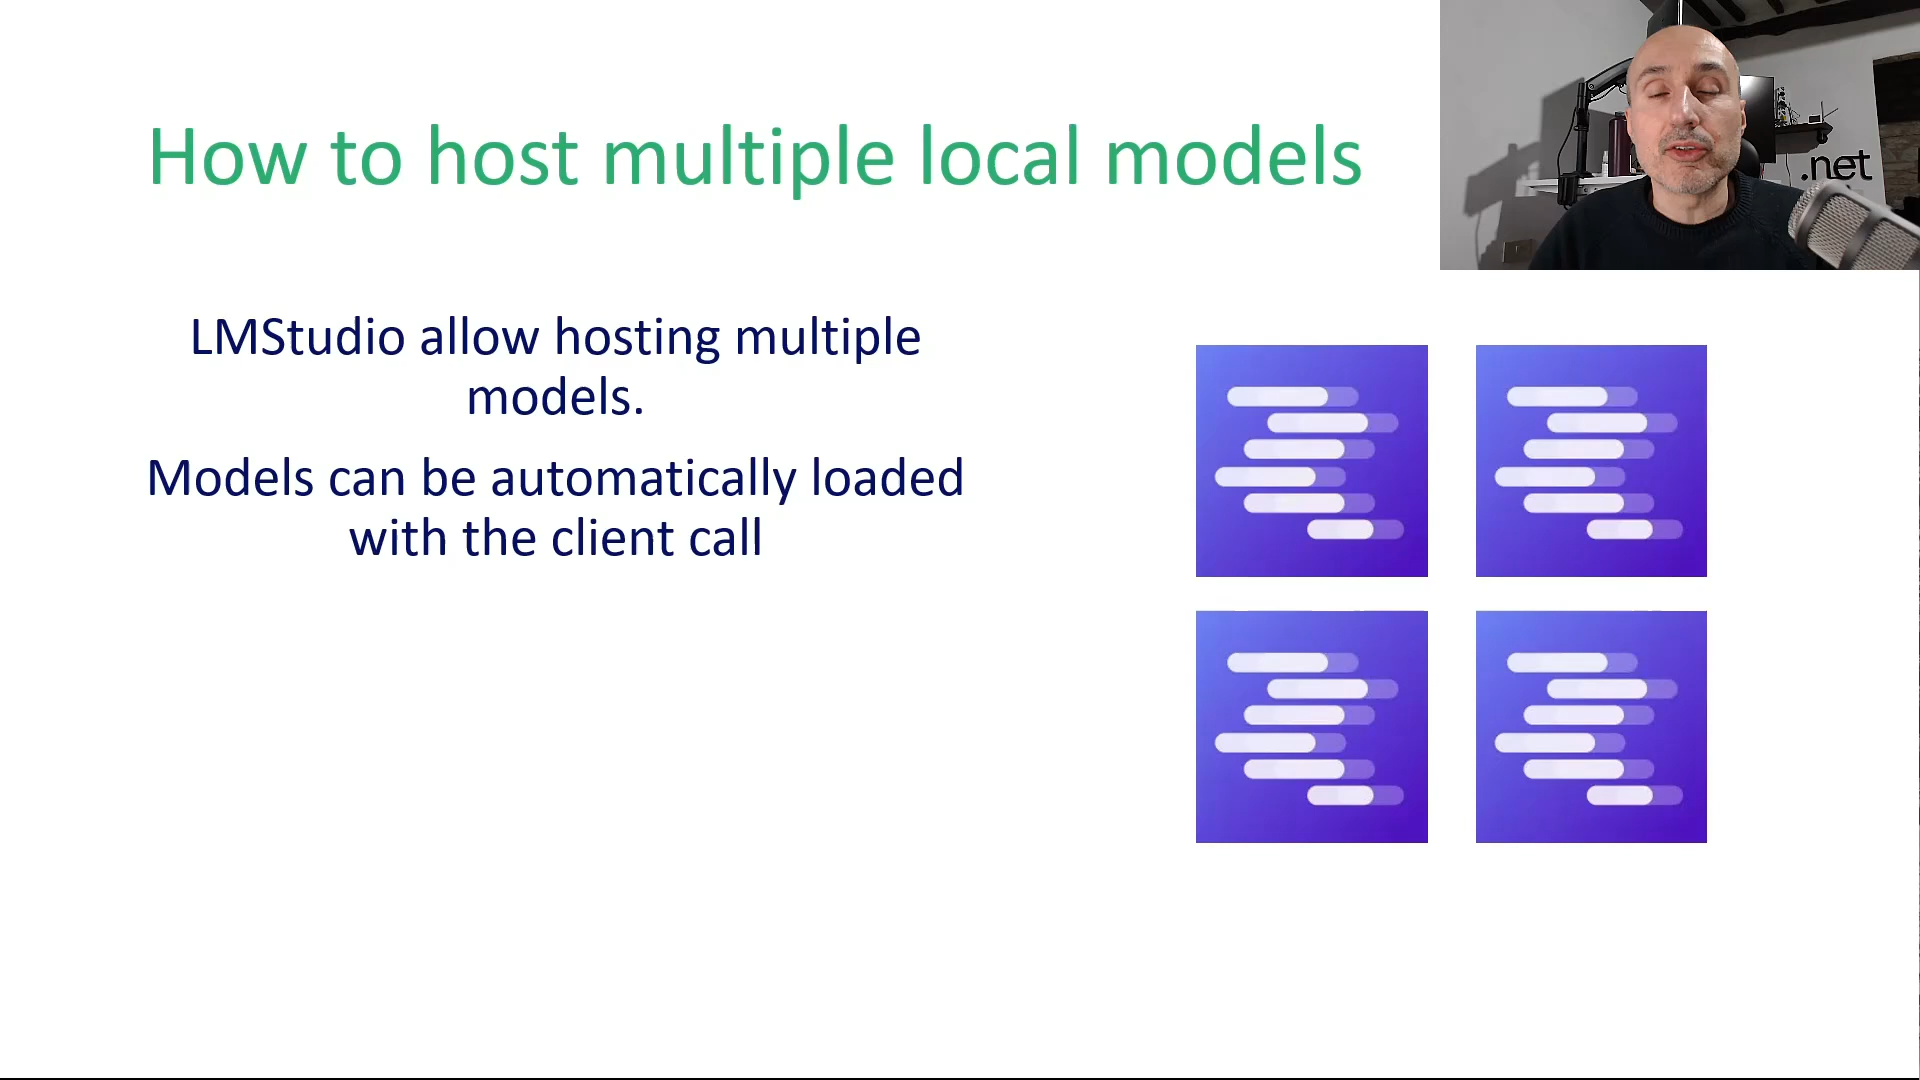 How to host multiple local models
.net
LMStudio allow hosting multiple
models.
Models can be automatically loaded
with the client call